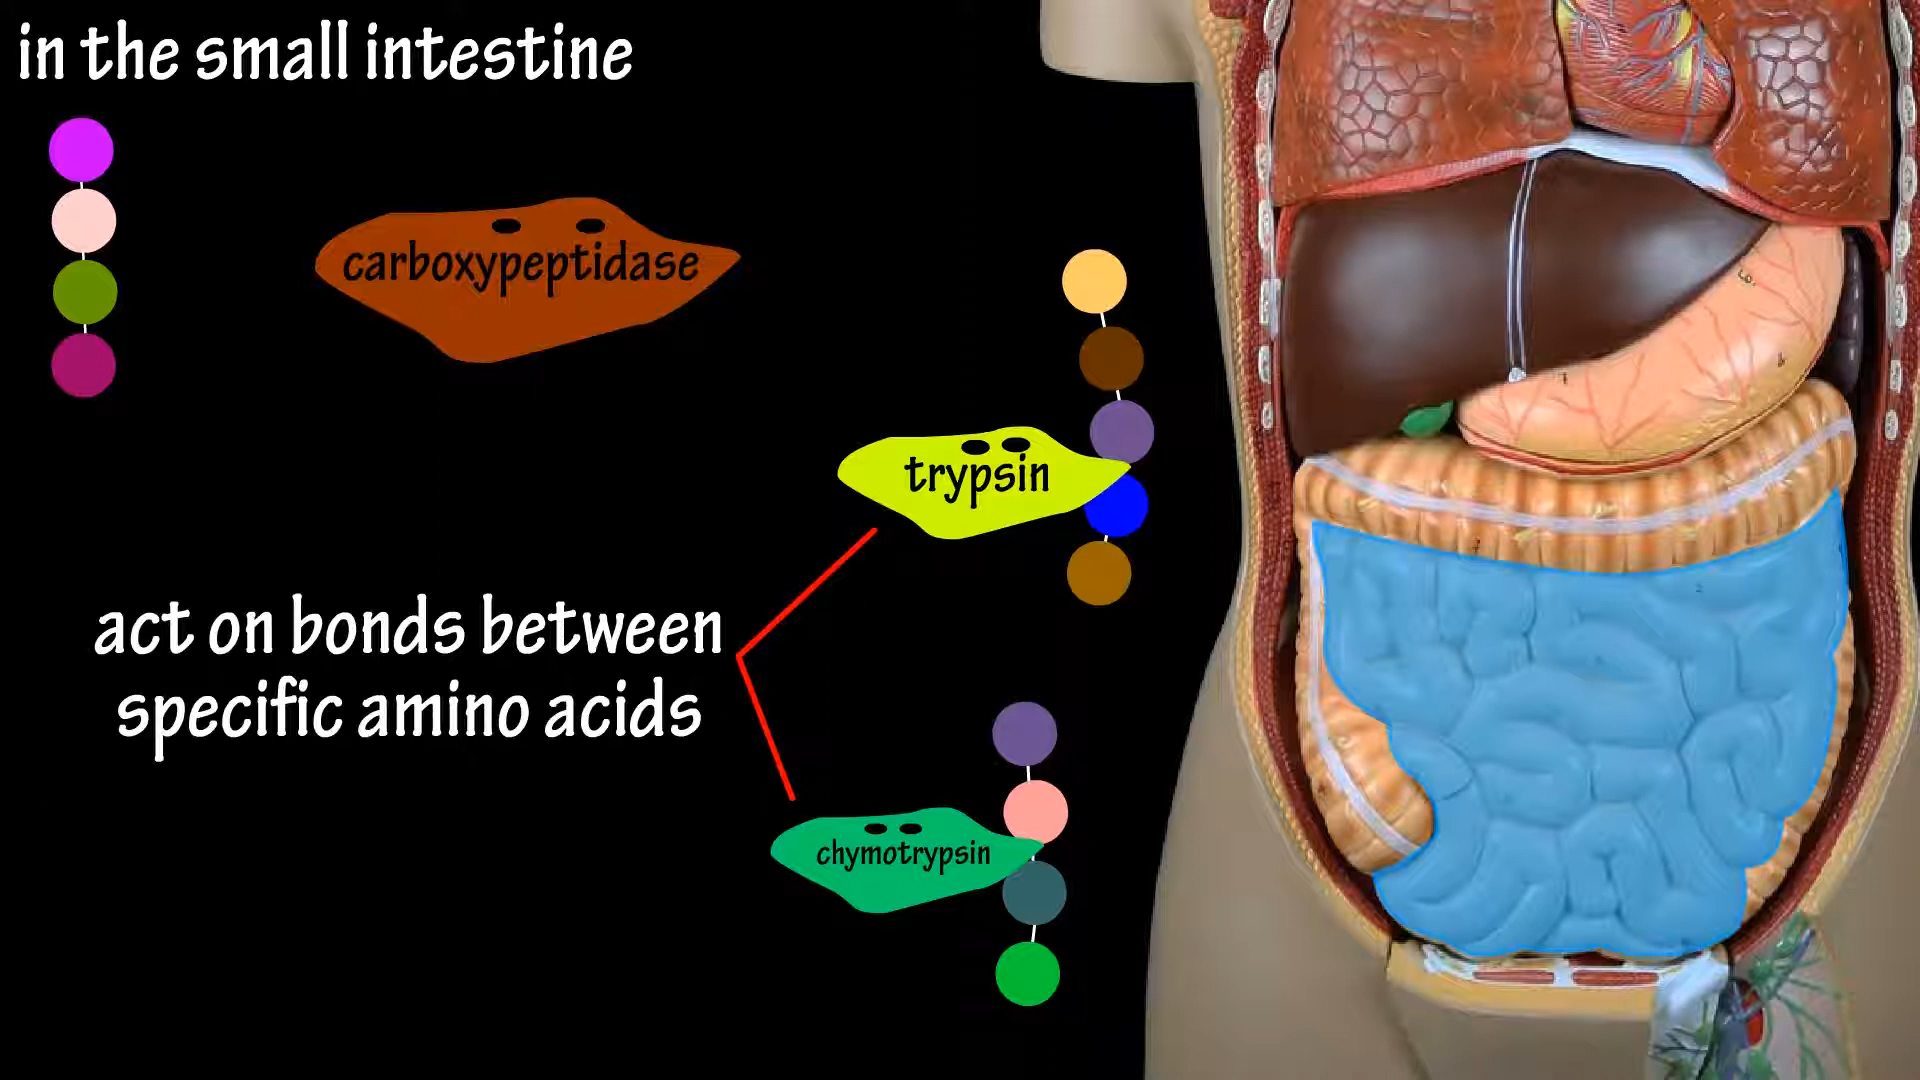 in the small intestine
carboxypeptidase
trypsin
act on bonds between
specific amino acids
chymotrypsin